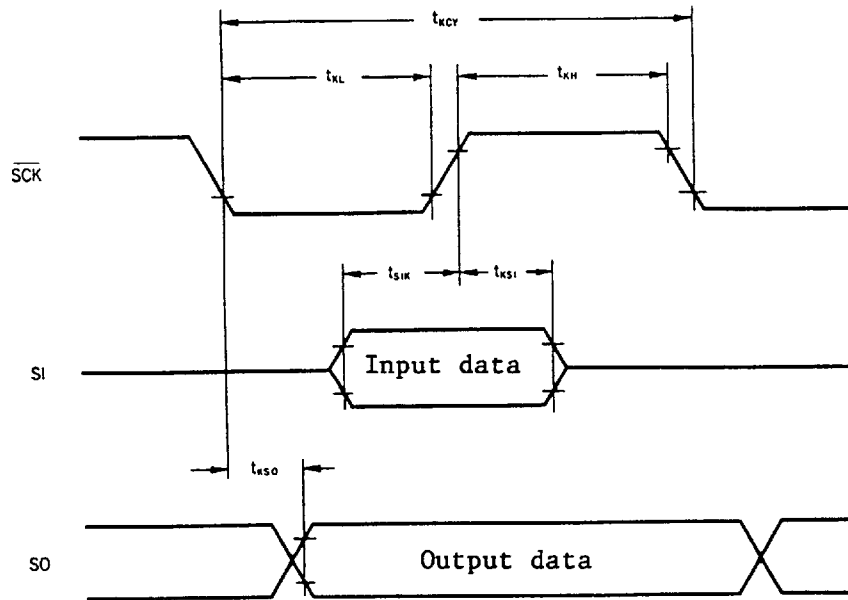 tKCY
tKL
tKH
SCK
tSIK
tKSI
SI
Input data
tKSO
SO
Output data